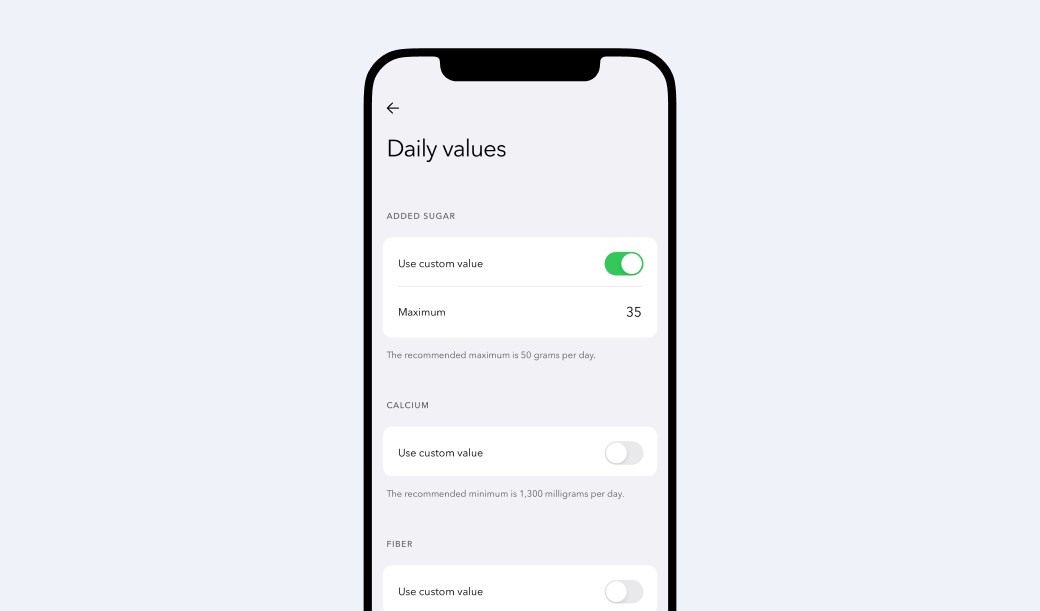 Daily values
ADDED SUGAR
Use custom value
Maximum 35
The recommended maximum is 50 grams per day.
CALCIUM
Use custom value
The recommended minimum is 1,300 milligrams per day.
FIBER
Use custom value